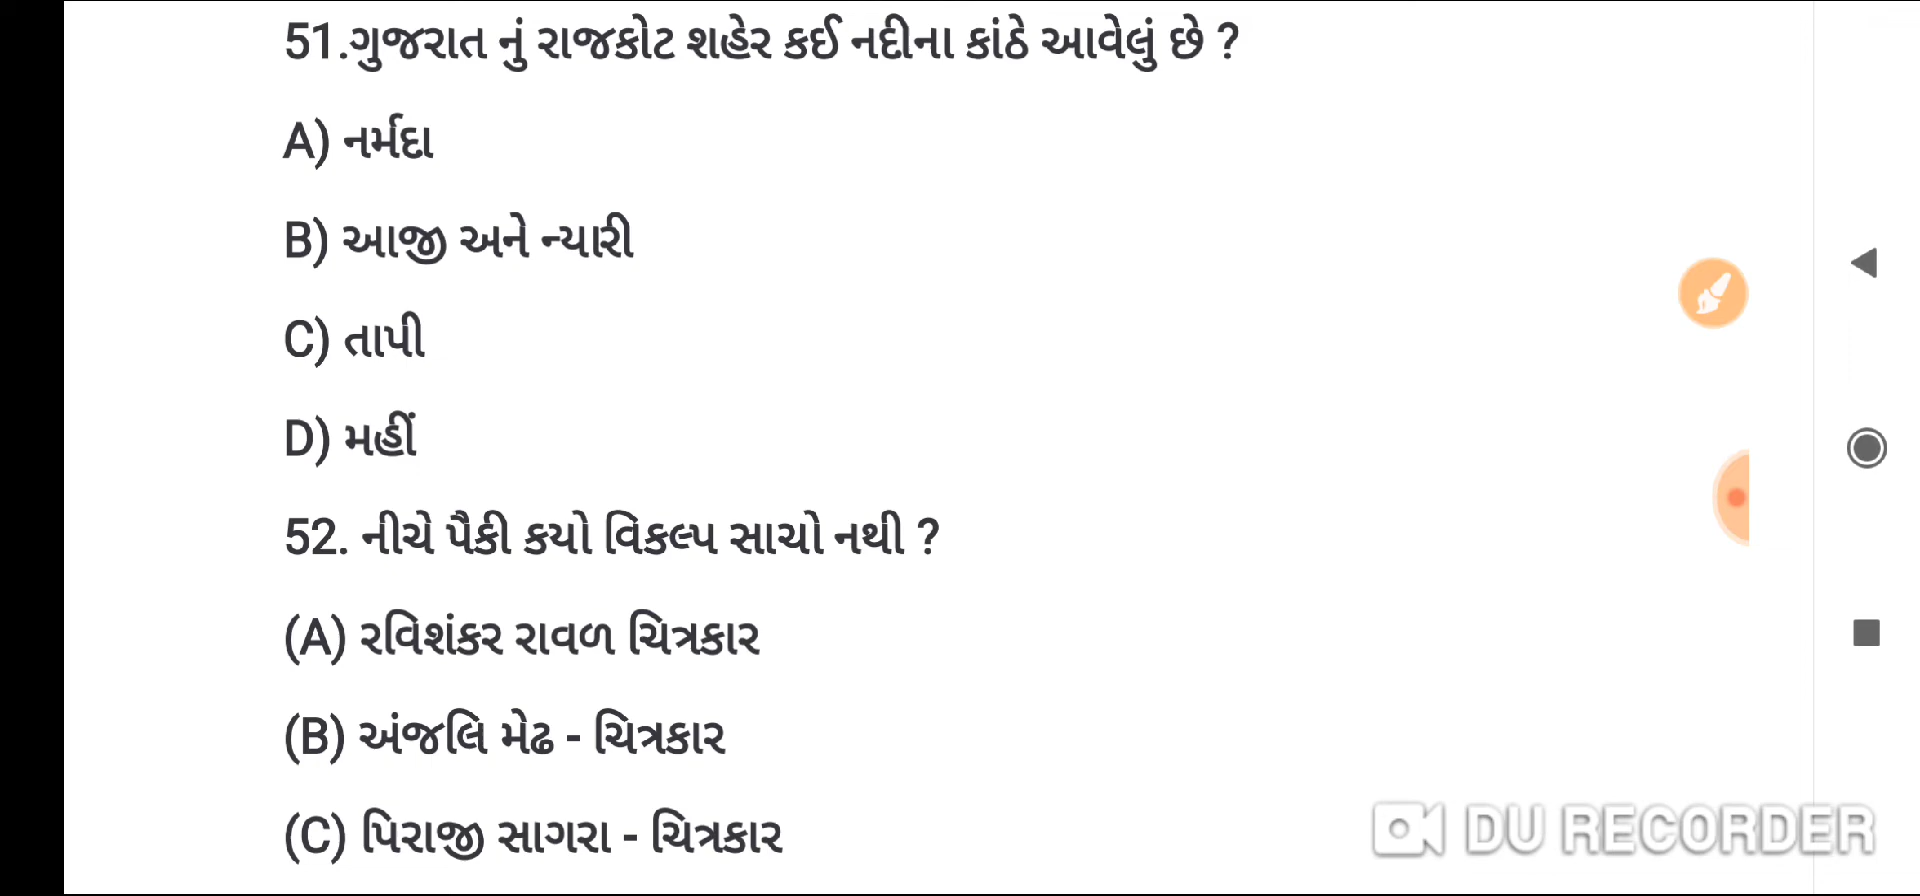 51.ગુજરાત નું રાજકોટ શહેર કઈ નદીના કાંઠે આવેલું છે ?
A) નર્મદા
B) આજી અને ન્યારી
C) તાપી
D) મહીં
52. નીચે પૈકી કયો વિકલ્પ સાચો નથી ?
(A) રવિશંકર રાવળ ચિત્રકાર
(B) અંજલિ મેઢ - ચિત્રકાર
(C) પિરાજી સાગરા - ચિત્રકાર
DU RECORDER